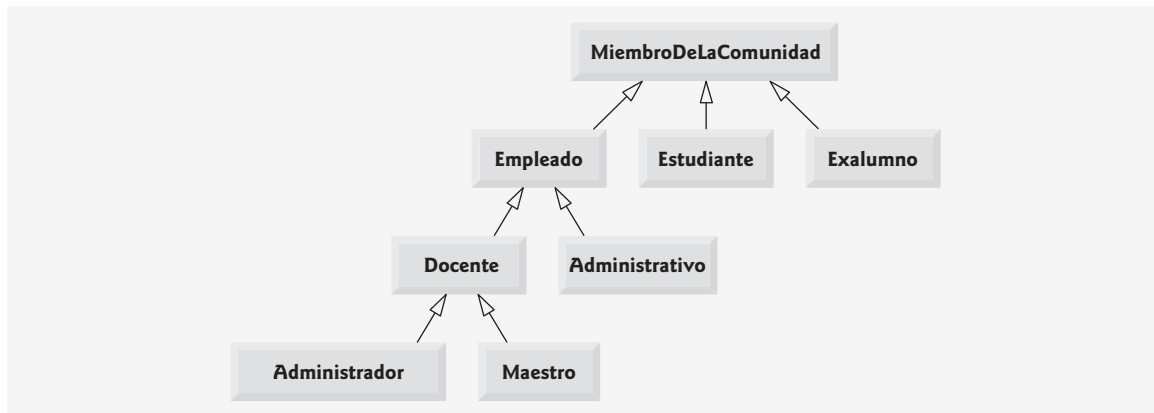 MiembroDeLaComunidad
Empleado
Estudiante
Exalumno
Docente
Administrativo
Administrador
Maestro